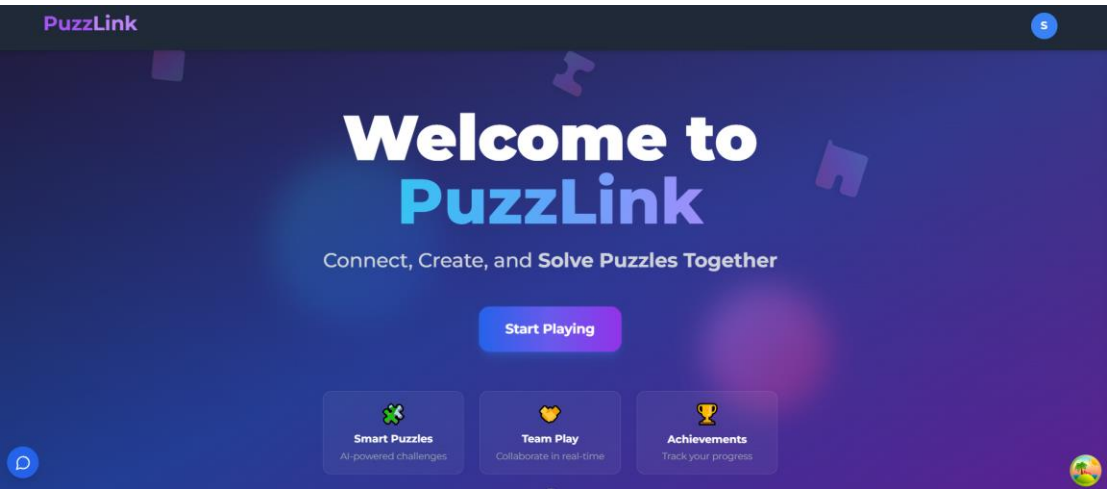 PuzzLink
S
Welcome to
PuzzLink
Connect, Create, and Solve Puzzles Together
Start Playing
Smart Puzzles
AI-powered challenges
Team Play
Collaborate in real-time
Achievements
Track your progress